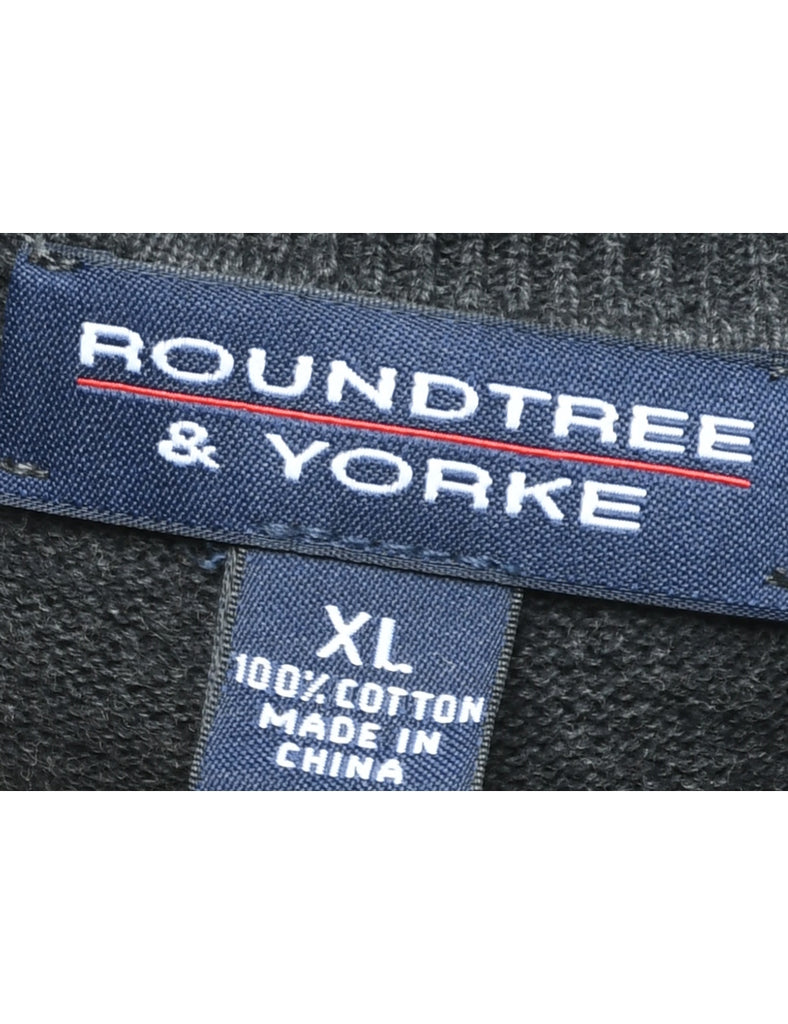 ROUNDTREE
& YORKE
XL
100% COTTON
MADE IN
CHINA